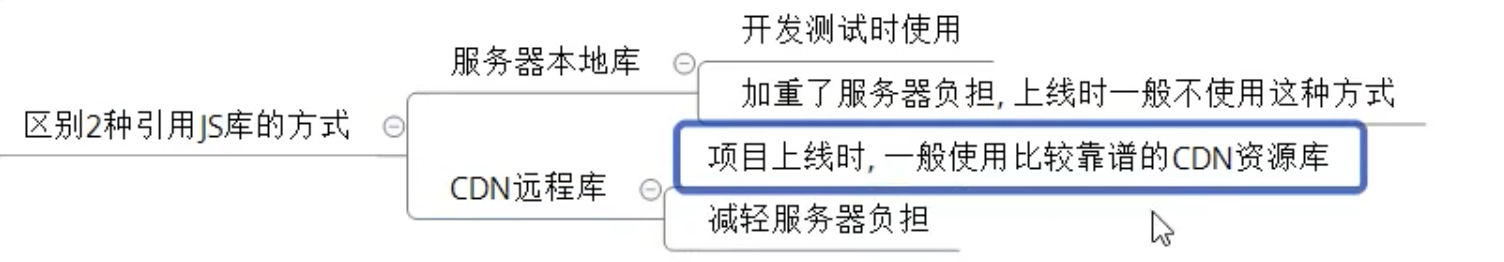 区别2种引用JS库的方式
服务器本地库
开发测试时使用
加重了服务器负担, 上线时一般不使用这种方式
CDN远程库
项目上线时, 一般使用比较靠谱的CDN资源库
减轻服务器负担